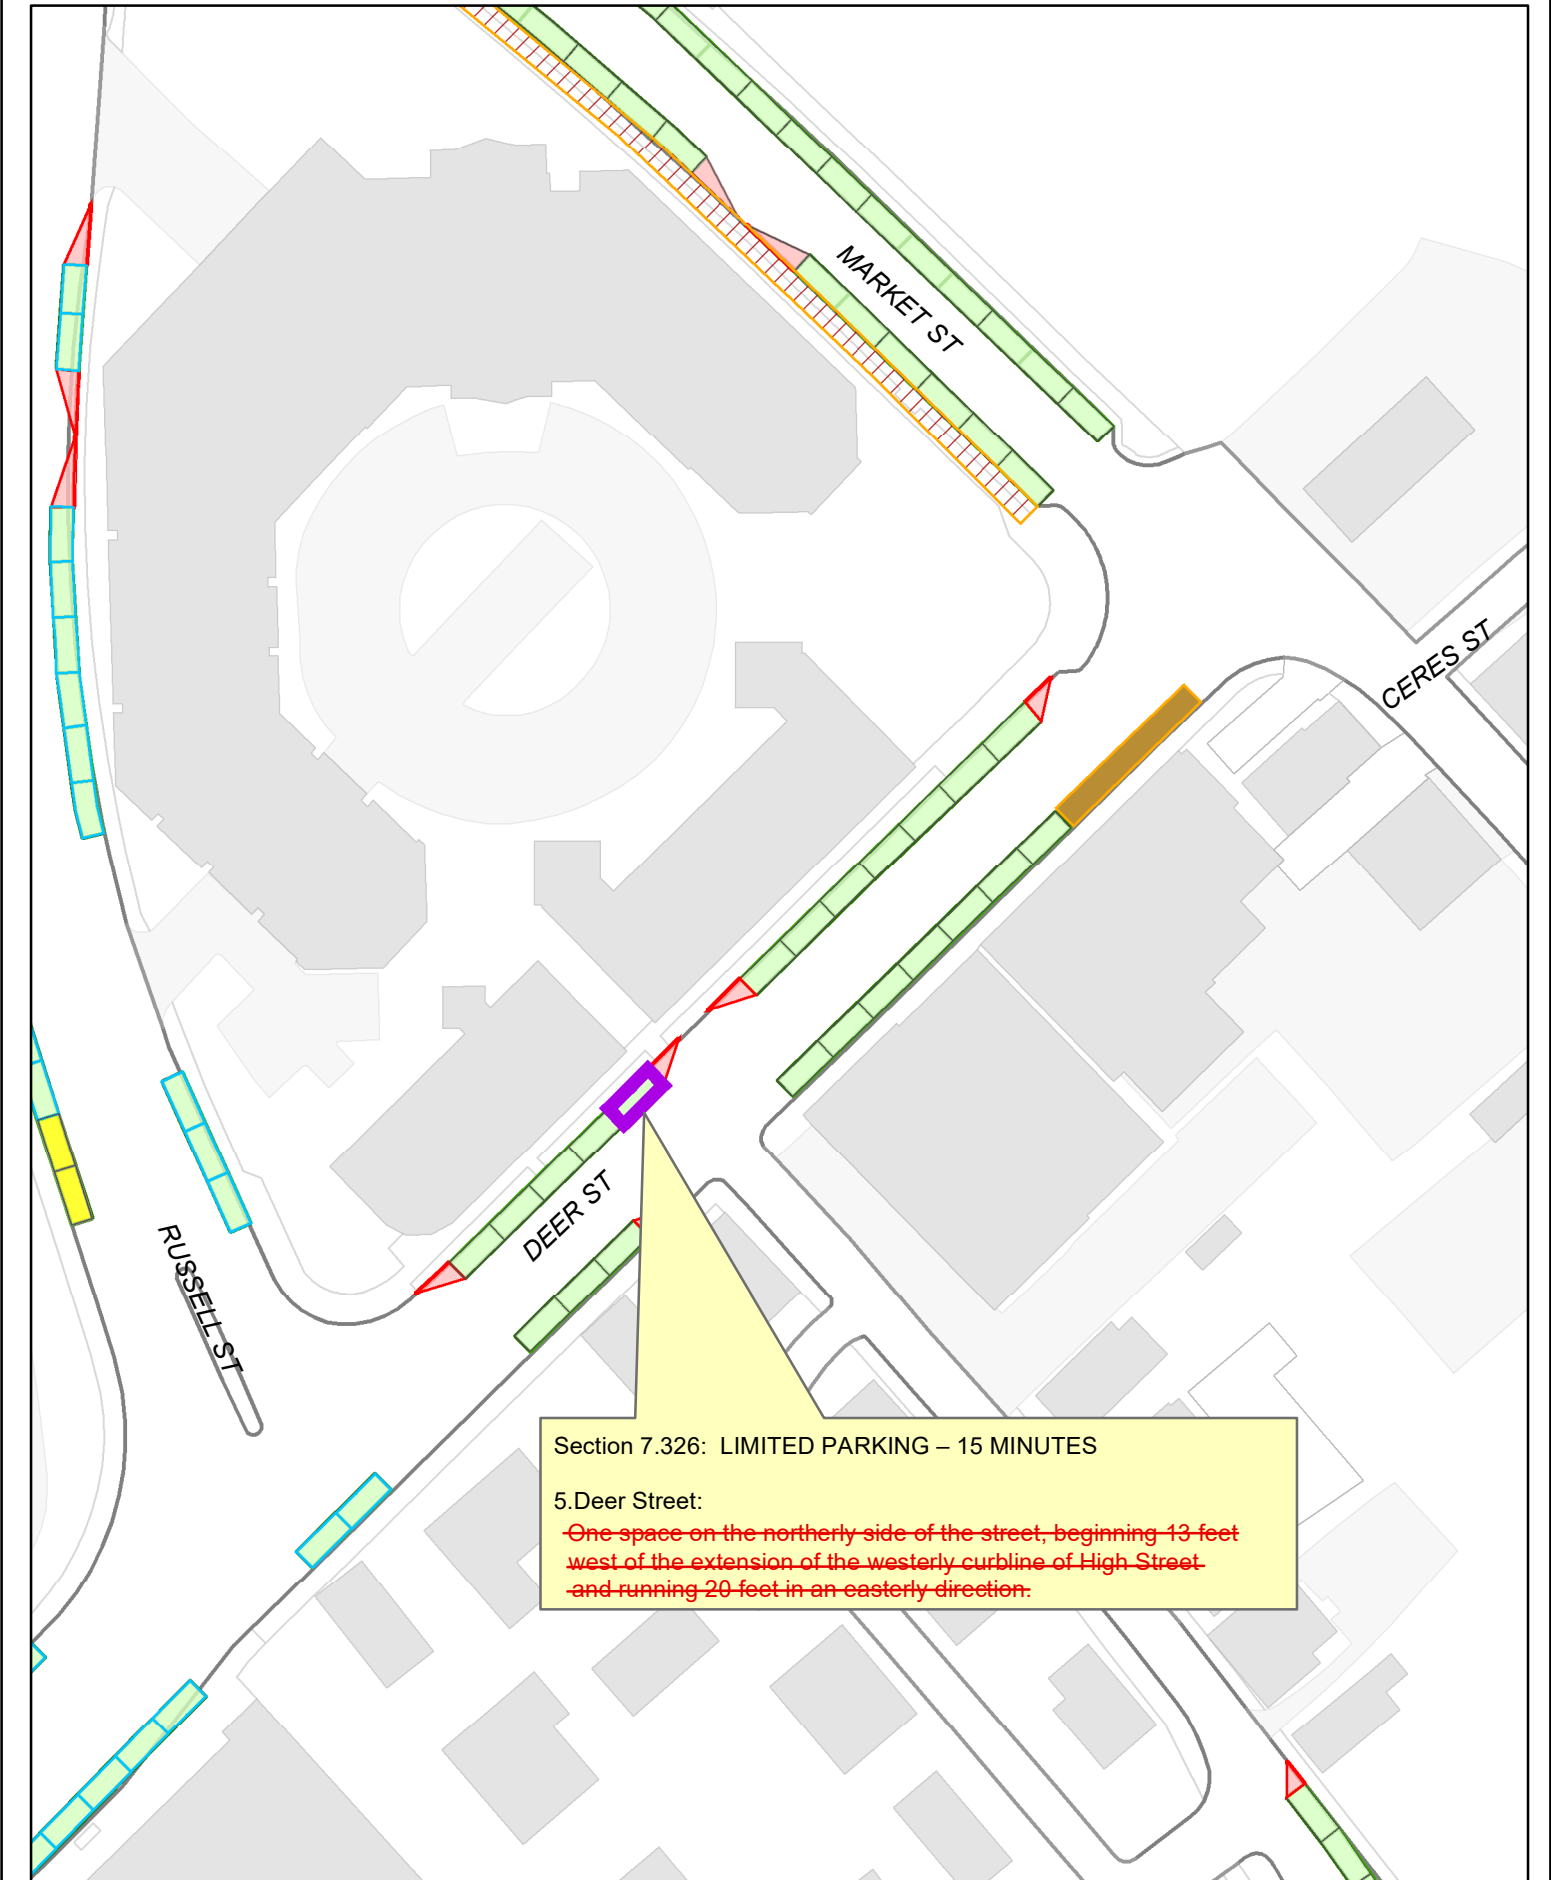 MARKET ST
CERES ST
DEER ST
RUSSELL ST
Section 7.326: LIMITED PARKING – 15 MINUTES
5.Deer Street:
One space on the northerly side of the street, beginning 13 feet
west of the extension of the westerly curbline of High Street
and running 20 feet in an easterly direction.